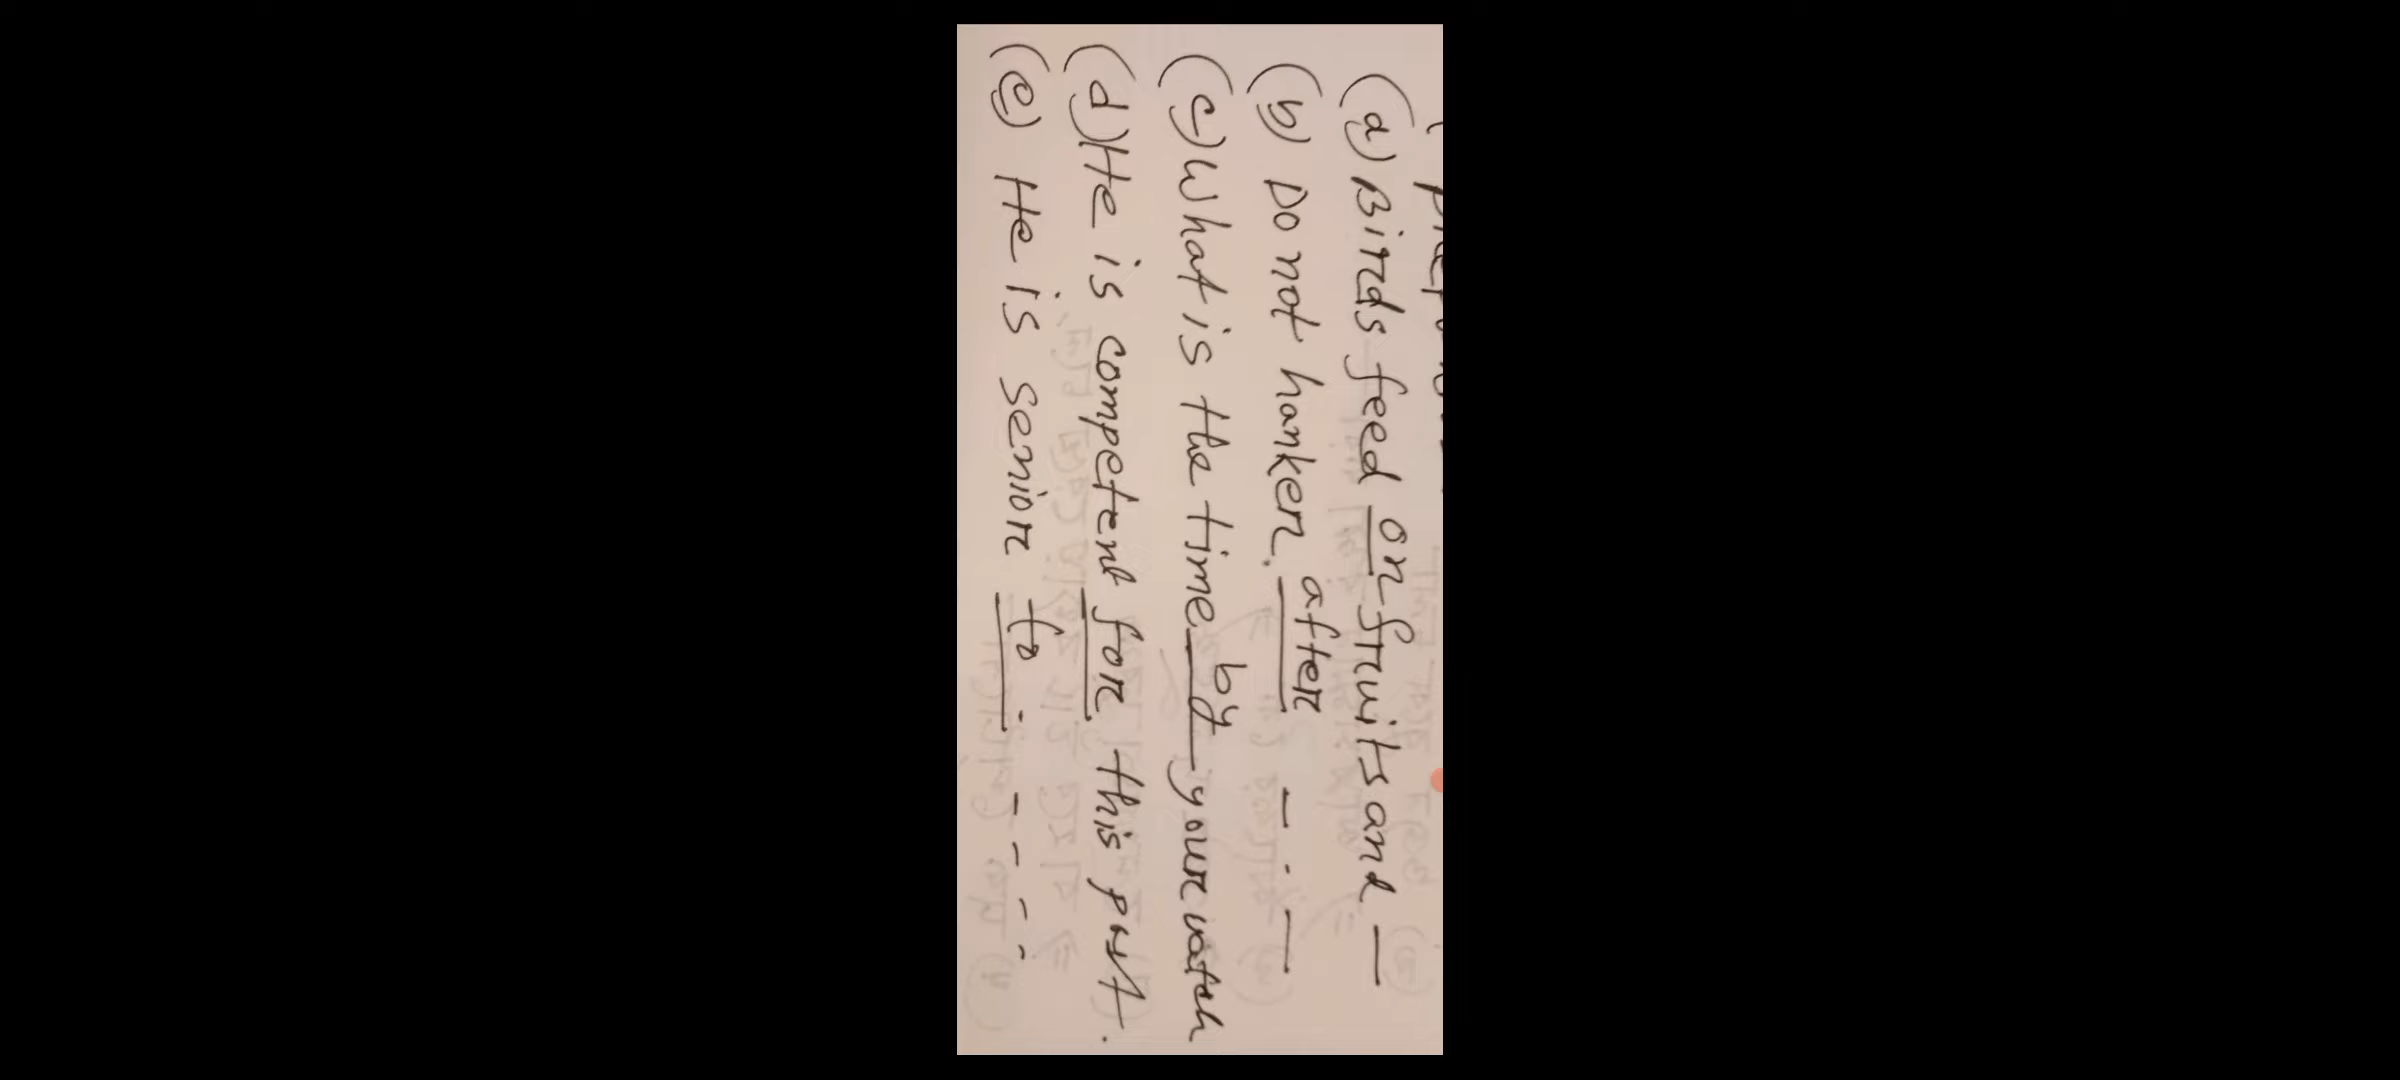 (a) Birds feed on fruits and —
(b) Do not hanker. after — . —
(c) What is the time by your watch
(d) He is competent for this post.
(e) He is senior to . - - - -